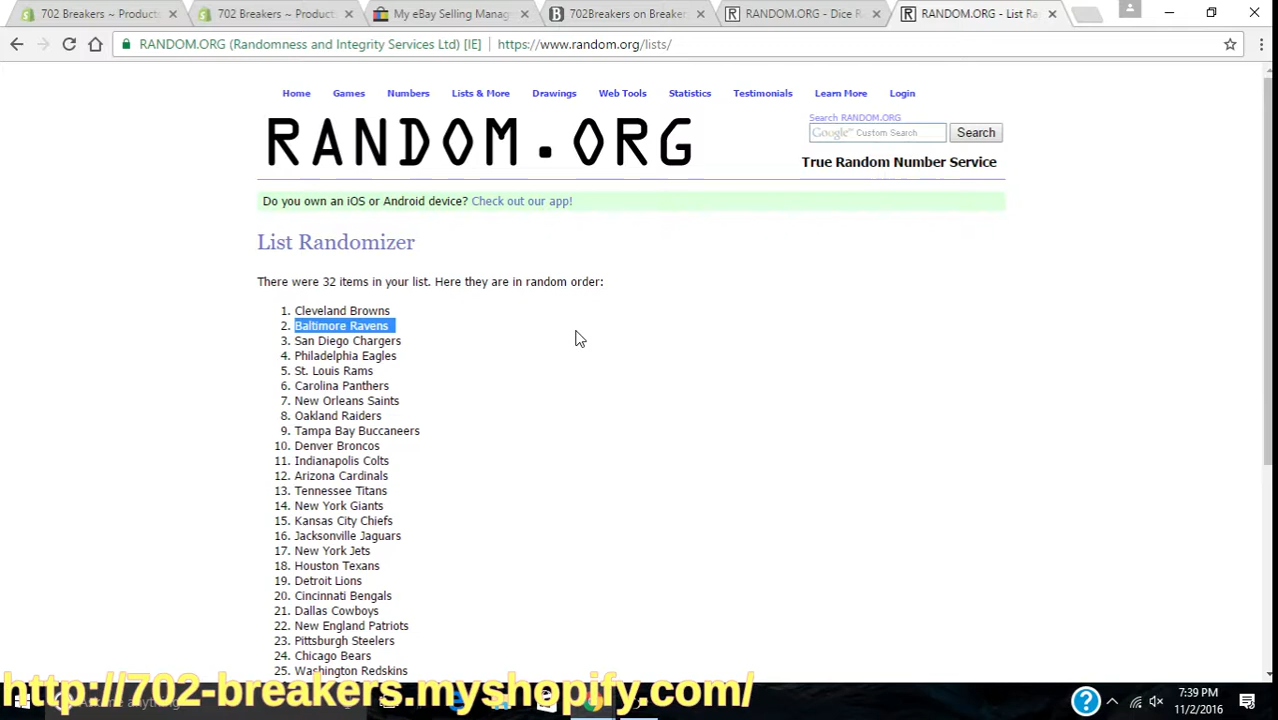 702 Breakers ~ Product:
702 Breakers ~ Product:
My eBay Selling Manag
702Breakers on Breaker
RANDOM.ORG - Dice R
RANDOM.ORG - List Ra
RANDOM.ORG (Randomness and Integrity Services Ltd) [IE] https://www.random.org/lists/
Home Games Numbers Lists & More Drawings Web Tools Statistics Testimonials Learn More Login
RANDOM.ORG
Search RANDOM.ORG
Google Custom Search Search
True Random Number Service
Do you own an iOS or Android device? Check out our app!
List Randomizer
There were 32 items in your list. Here they are in random order:
1. Cleveland Browns
2. Baltimore Ravens
3. San Diego Chargers
4. Philadelphia Eagles
5. St. Louis Rams
6. Carolina Panthers
7. New Orleans Saints
8. Oakland Raiders
9. Tampa Bay Buccaneers
10. Denver Broncos
11. Indianapolis Colts
12. Arizona Cardinals
13. Tennessee Titans
14. New York Giants
15. Kansas City Chiefs
16. Jacksonville Jaguars
17. New York Jets
18. Houston Texans
19. Detroit Lions
20. Cincinnati Bengals
21. Dallas Cowboys
22. New England Patriots
23. Pittsburgh Steelers
24. Chicago Bears
25. Washington Redskins
http://702-breakers.myshopify.com/
7:39 PM
11/2/2016